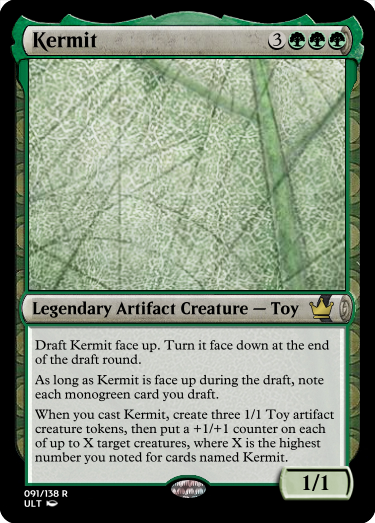 Kermit 3
Legendary Artifact Creature — Toy
Draft Kermit face up. Turn it face down at the end
of the draft round.
As long as Kermit is face up during the draft, note
each monogreen card you draft.
When you cast Kermit, create three 1/1 Toy artifact
creature tokens, then put a +1/+1 counter on each
of up to X target creatures, where X is the highest
number you noted for cards named Kermit.
1/1
091/138 R
ULT